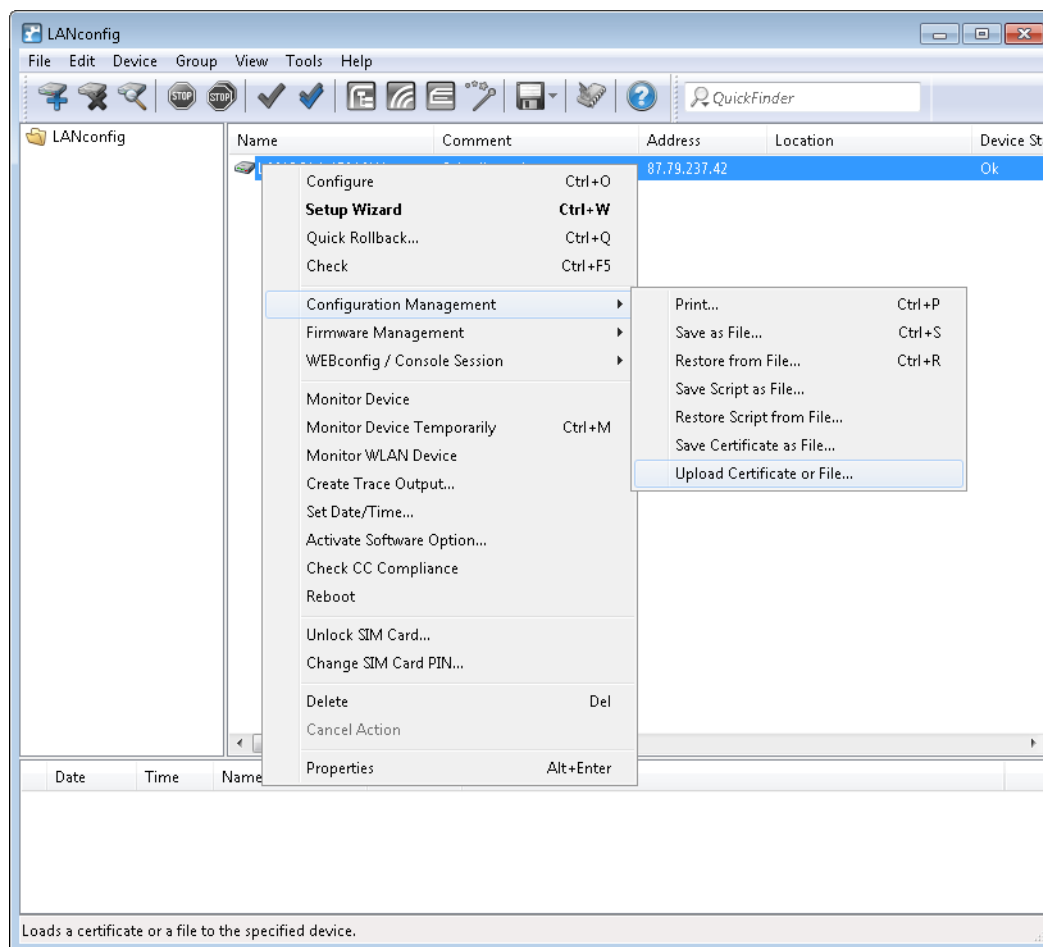 LANconfig
File Edit Device Group View Tools Help
STOP STOP QuickFinder
LANconfig
Name Comment Address Location Device St
87.79.237.42 Ok
Configure Ctrl+O
Setup Wizard Ctrl+W
Quick Rollback... Ctrl+Q
Check Ctrl+F5
Configuration Management
Firmware Management
WEBconfig / Console Session
Monitor Device
Monitor Device Temporarily Ctrl+M
Monitor WLAN Device
Create Trace Output...
Set Date/Time...
Activate Software Option...
Check CC Compliance
Reboot
Unlock SIM Card...
Change SIM Card PIN...
Delete Del
Cancel Action
Properties Alt+Enter
Print... Ctrl+P
Save as File... Ctrl+S
Restore from File... Ctrl+R
Save Script as File...
Restore Script from File...
Save Certificate as File...
Upload Certificate or File...
Date Time Name
Loads a certificate or a file to the specified device.